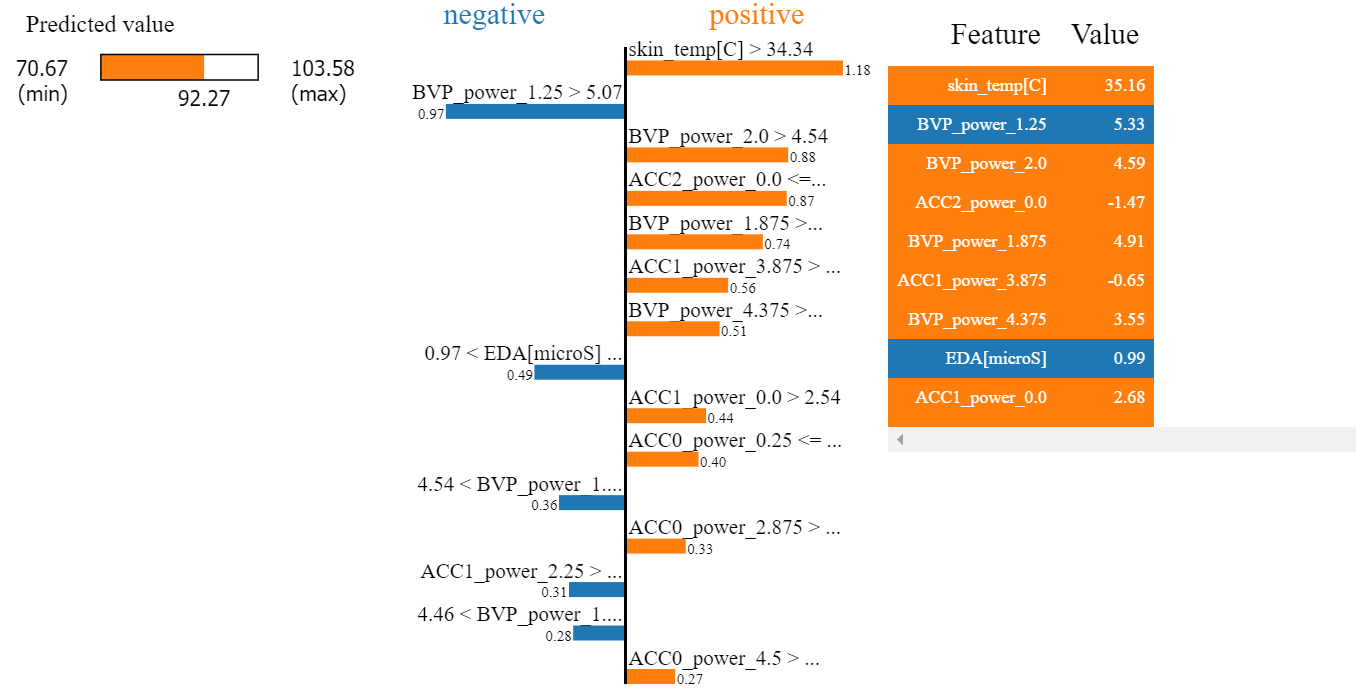 Predicted value
70.67
(min)
103.58
(max)
92.27
negative
positive
skin_temp[C] > 34.34
1.18
BVP_power_1.25 > 5.07
0.97
BVP_power_2.0 > 4.54
0.88
ACC2_power_0.0 <=...
0.87
BVP_power_1.875 >...
0.74
ACC1_power_3.875 > ...
0.56
BVP_power_4.375 >...
0.51
0.97 < EDA[microS] ...
0.49
ACC1_power_0.0 > 2.54
0.44
ACC0_power_0.25 <= ...
0.40
4.54 < BVP_power_1....
0.36
ACC0_power_2.875 > ...
0.33
ACC1_power_2.25 > ...
0.31
4.46 < BVP_power_1....
0.28
ACC0_power_4.5 > ...
0.27
Feature Value
skin_temp[C] 35.16
BVP_power_1.25 5.33
BVP_power_2.0 4.59
ACC2_power_0.0 -1.47
BVP_power_1.875 4.91
ACC1_power_3.875 -0.65
BVP_power_4.375 3.55
EDA[microS] 0.99
ACC1_power_0.0 2.68